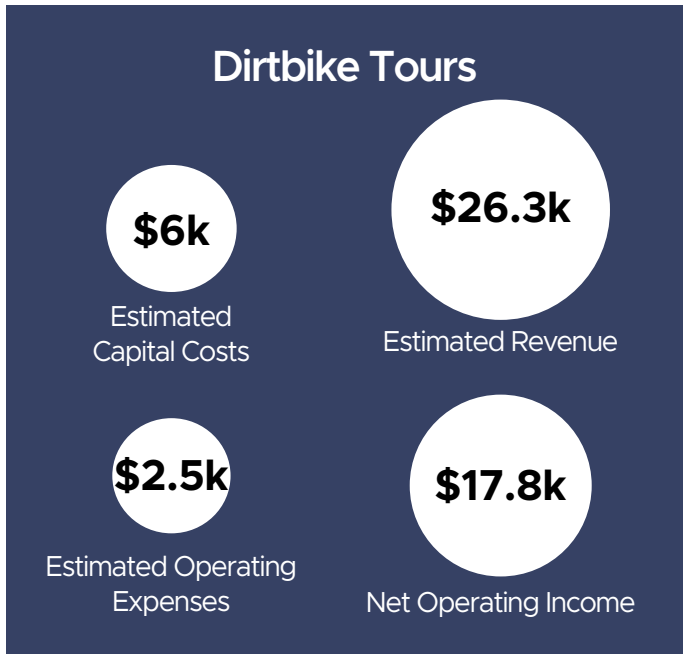 Dirtbike Tours
$6k
Estimated
Capital Costs
$26.3k
Estimated Revenue
$2.5k
Estimated Operating
Expenses
$17.8k
Net Operating Income